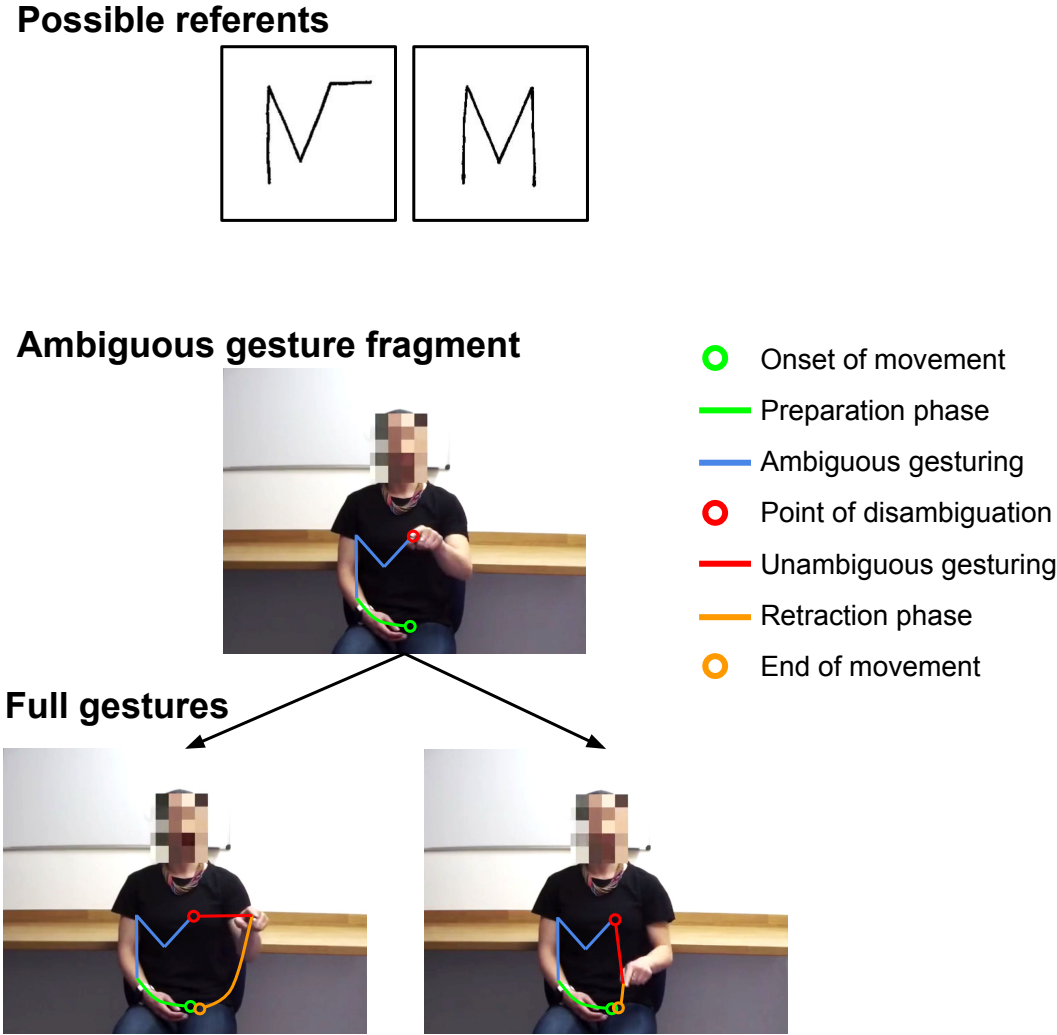 Possible referents
M
Ambiguous gesture fragment
Onset of movement
Preparation phase
Ambiguous gesturing
Point of disambiguation
Unambiguous gesturing
Retraction phase
End of movement
Full gestures